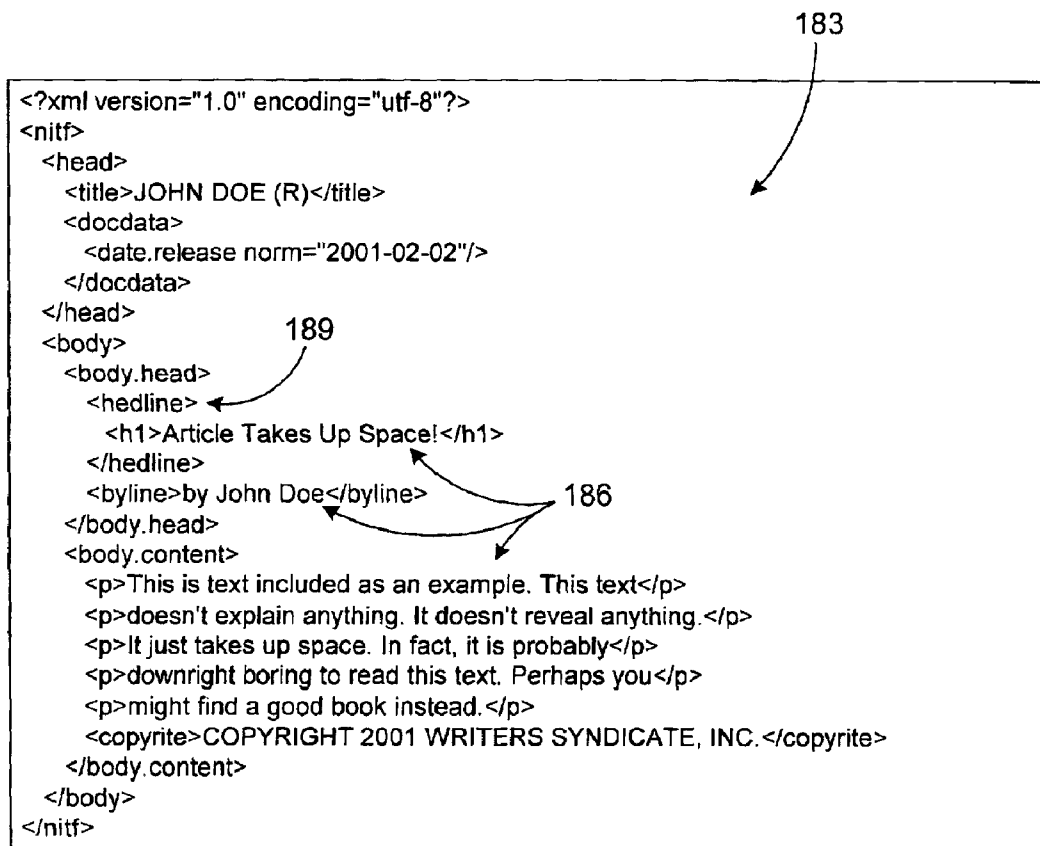 183
<?xml version="1.0" encoding="utf-8"?>
<nitf>
<head>
<title>JOHN DOE (R)</title>
<docdata>
<date.release norm="2001-02-02"/>
</docdata>
</head>
189
<body>
<body.head>
<hedline>
<h1>Article Takes Up Space!</h1>
</hedline>
<byline>by John Doe</byline>
186
</body.head>
<body.content>
<p>This is text included as an example. This text</p>
<p>doesn't explain anything. It doesn't reveal anything.</p>
<p>It just takes up space. In fact, it is probably</p>
<p>downright boring to read this text. Perhaps you</p>
<p>might find a good book instead.</p>
<copyrite>COPYRIGHT 2001 WRITERS SYNDICATE, INC.</copyrite>
</body.content>
</body>
</nitf>